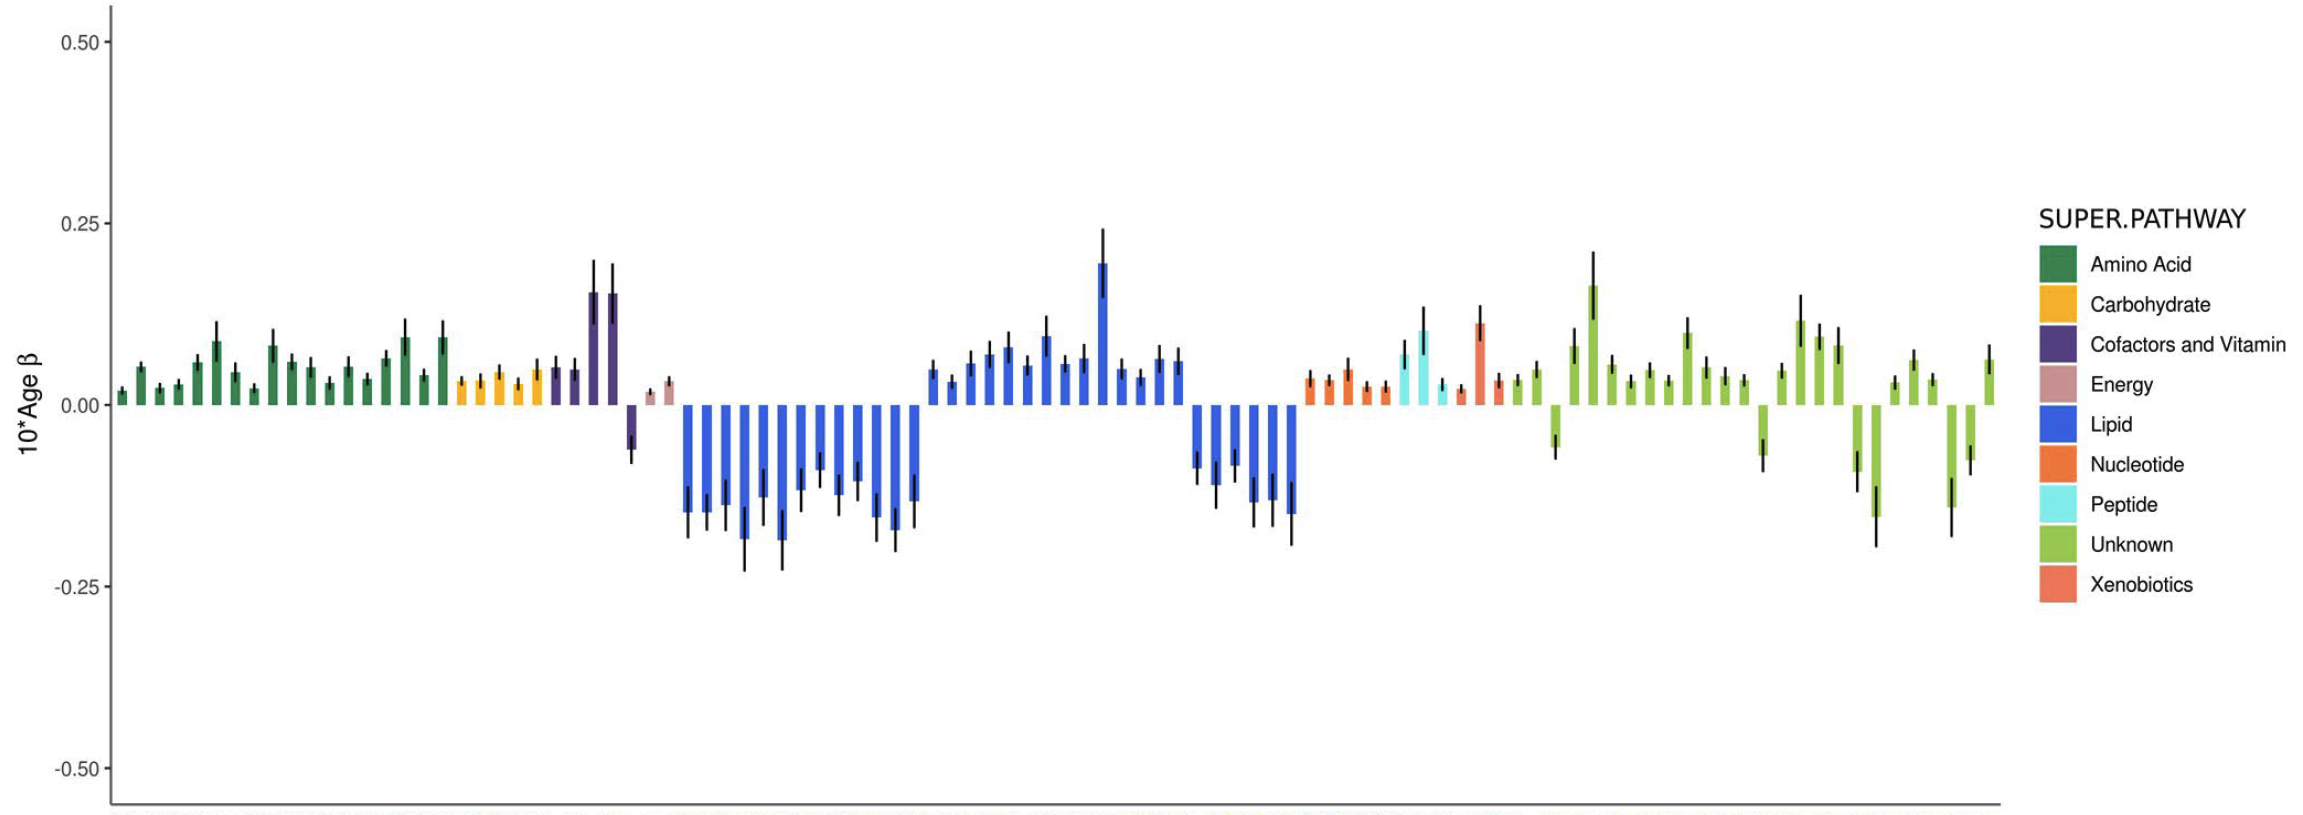 0.50
0.25
0.00
-0.25
-0.50
10*Age β
SUPER.PATHWAY
Amino Acid
Carbohydrate
Cofactors and Vitamin
Energy
Lipid
Nucleotide
Peptide
Unknown
Xenobiotics